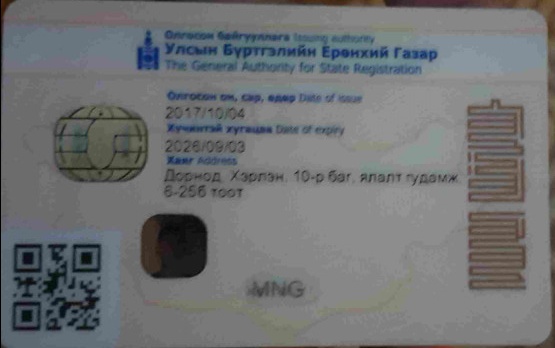 Олгосон байгууллага Issuing authority
Улсын Бүртгэлийн Ерөнхий Газар
The General Authority for State Registration
Олгосон он, сар, өдөр Date of issue
2017/10/04
Хүчинтэй хугацаа Date of expiry
2026/09/03
Хаяг Address
Дорнод, Хэрлэн, 10-р баг, ялалт гудамж,
6-256 тоот
MNG